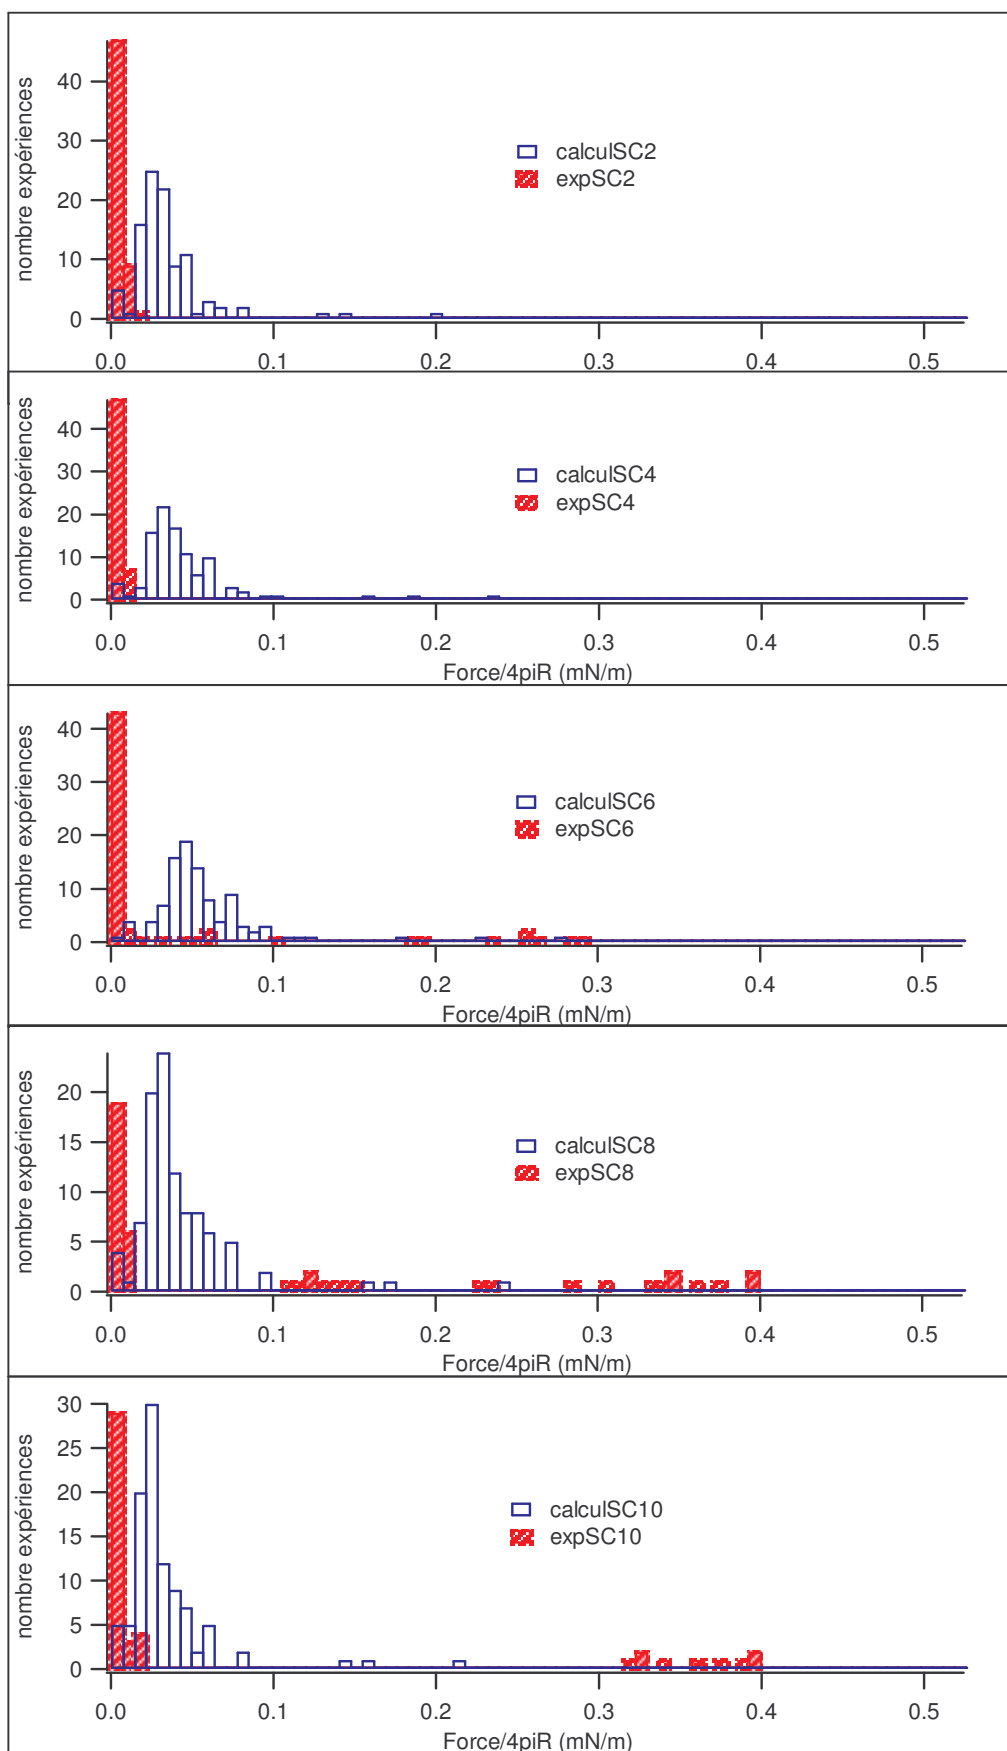 nombre expériences
40
30
20
10
0
calculSC2
expSC2
0.0 0.1 0.2 0.3 0.4 0.5
nombre expériences
40
30
20
10
0
calculSC4
expSC4
0.0 0.1 0.2 0.3 0.4 0.5
Force/4piR (mN/m)
nombre expériences
40
30
20
10
0
calculSC6
expSC6
0.0 0.1 0.2 0.3 0.4 0.5
Force/4piR (mN/m)
nombre expériences
20
15
10
5
0
calculSC8
expSC8
0.0 0.1 0.2 0.3 0.4 0.5
Force/4piR (mN/m)
nombre expériences
30
25
20
15
10
5
0
calculSC10
expSC10
0.0 0.1 0.2 0.3 0.4 0.5
Force/4piR (mN/m)